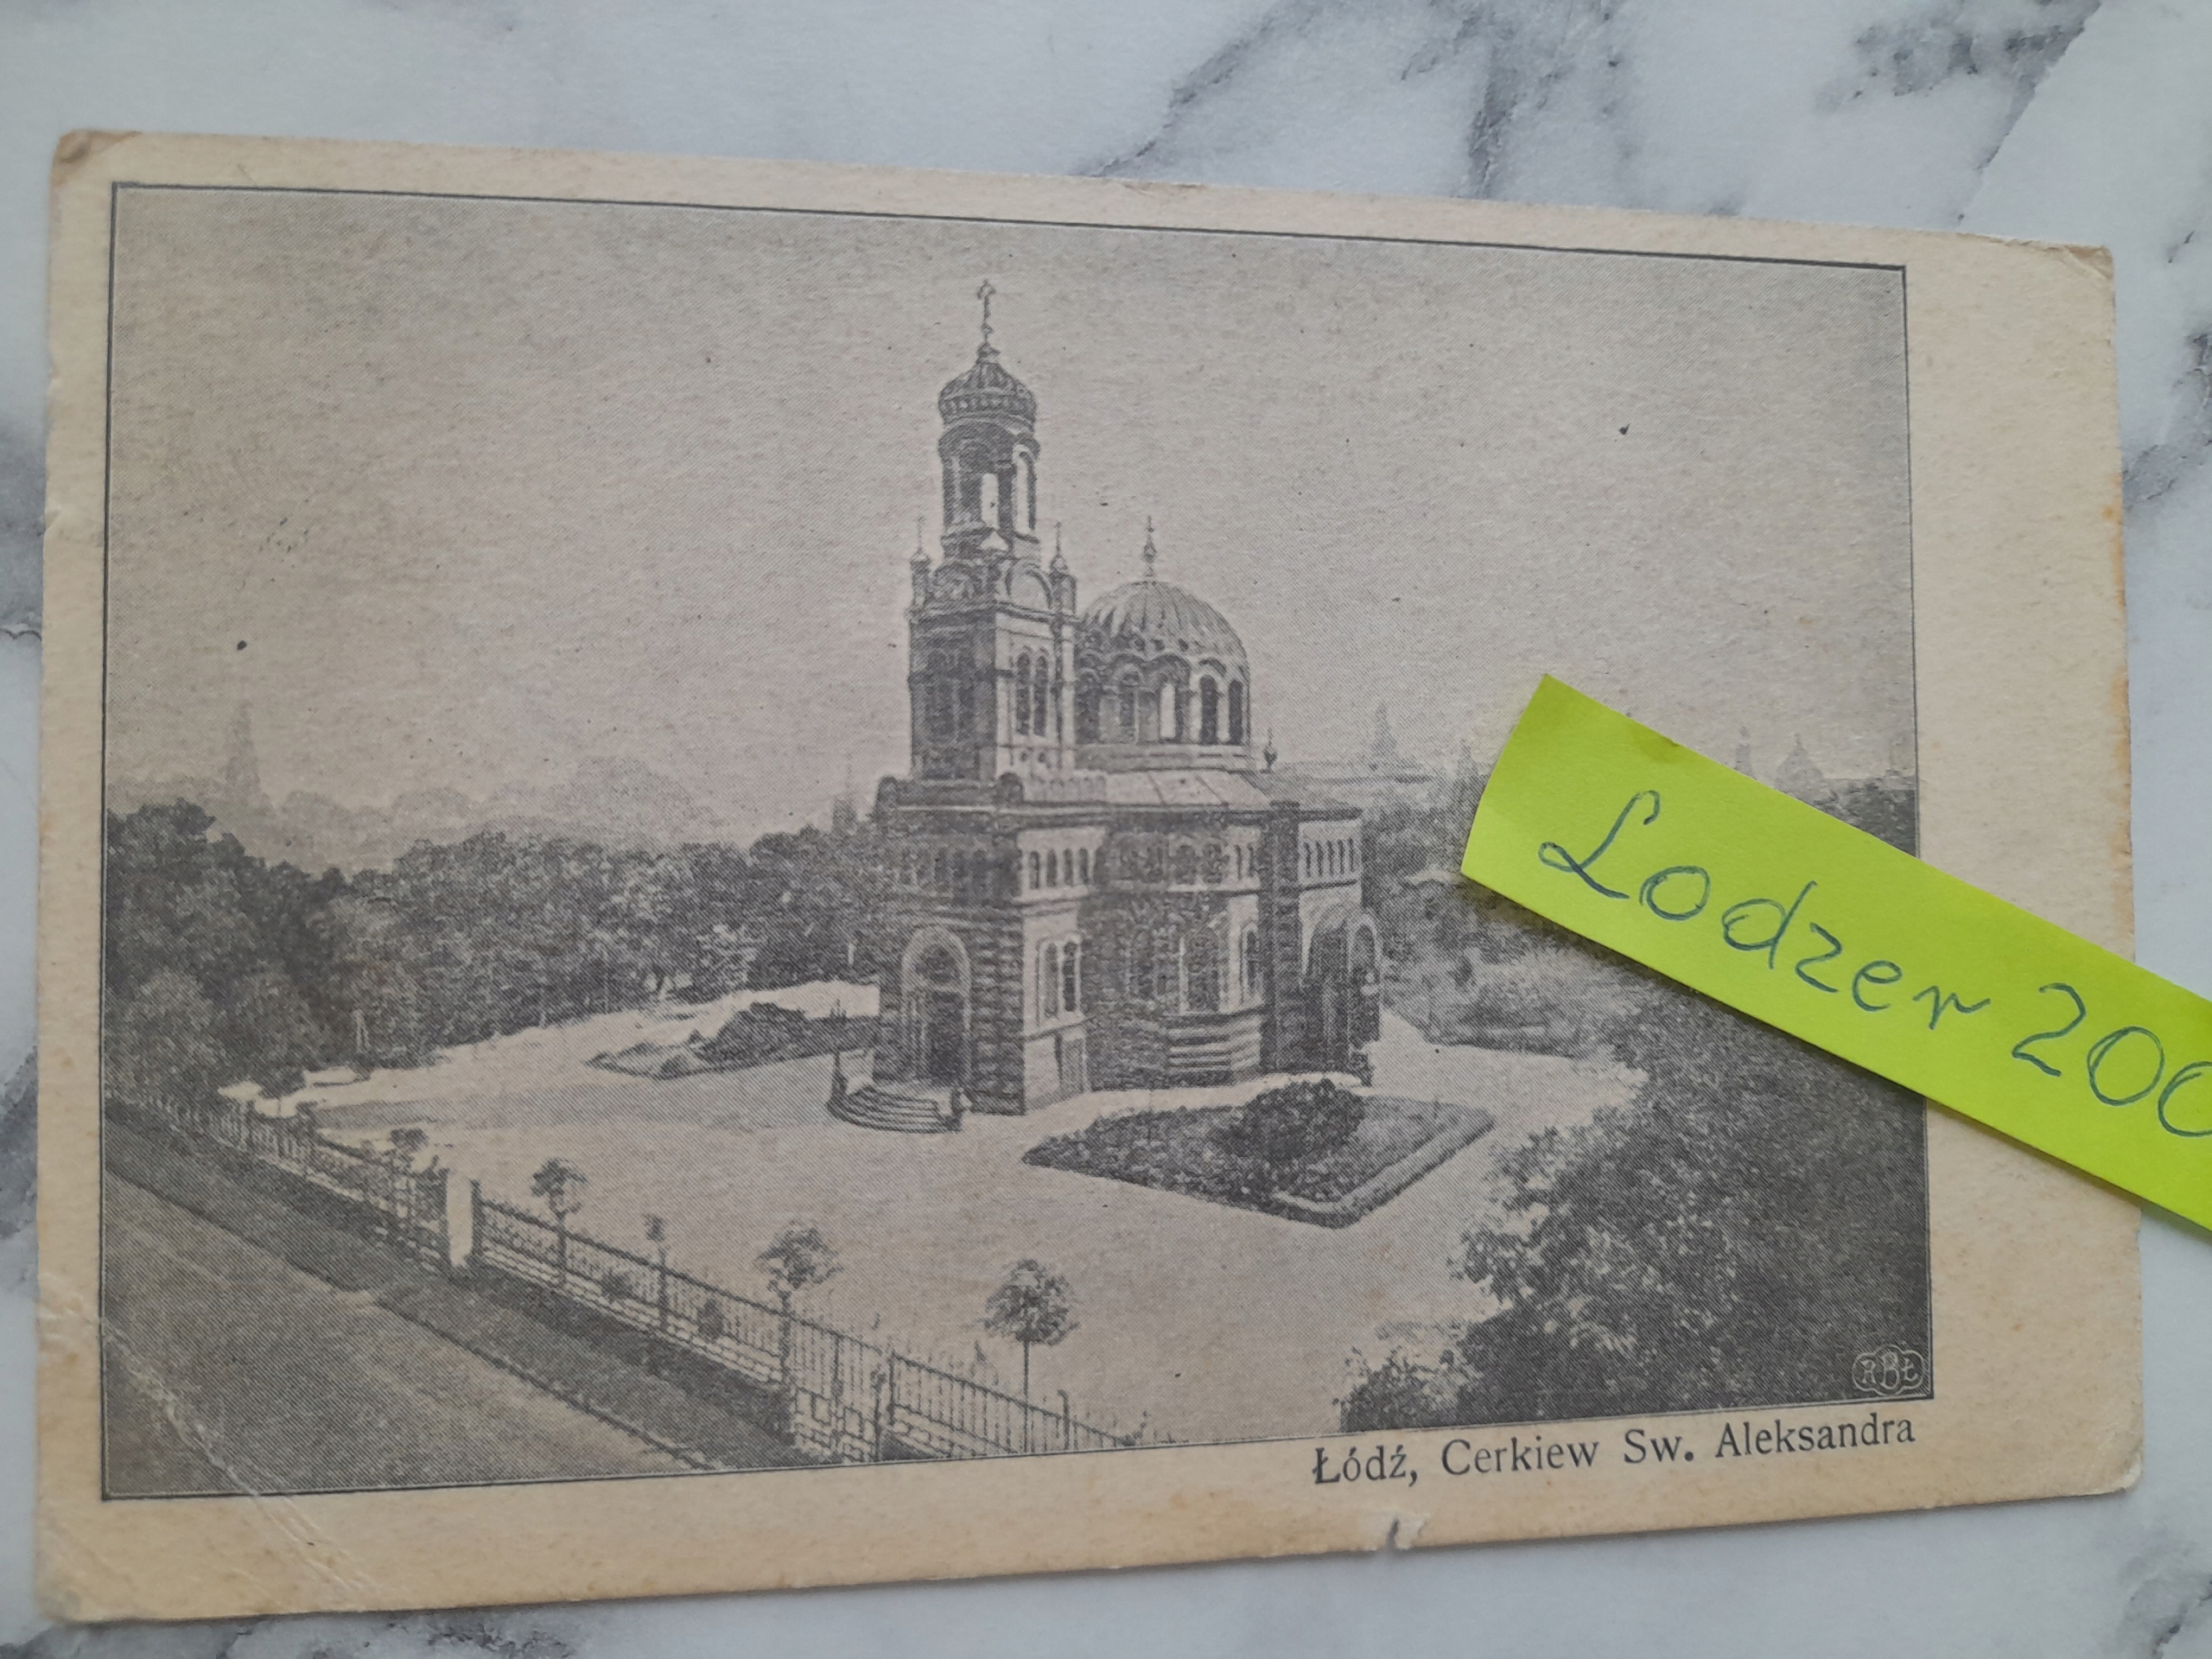 Lodzer 200
RBŁ
Łódź, Cerkiew Sw. Aleksandra